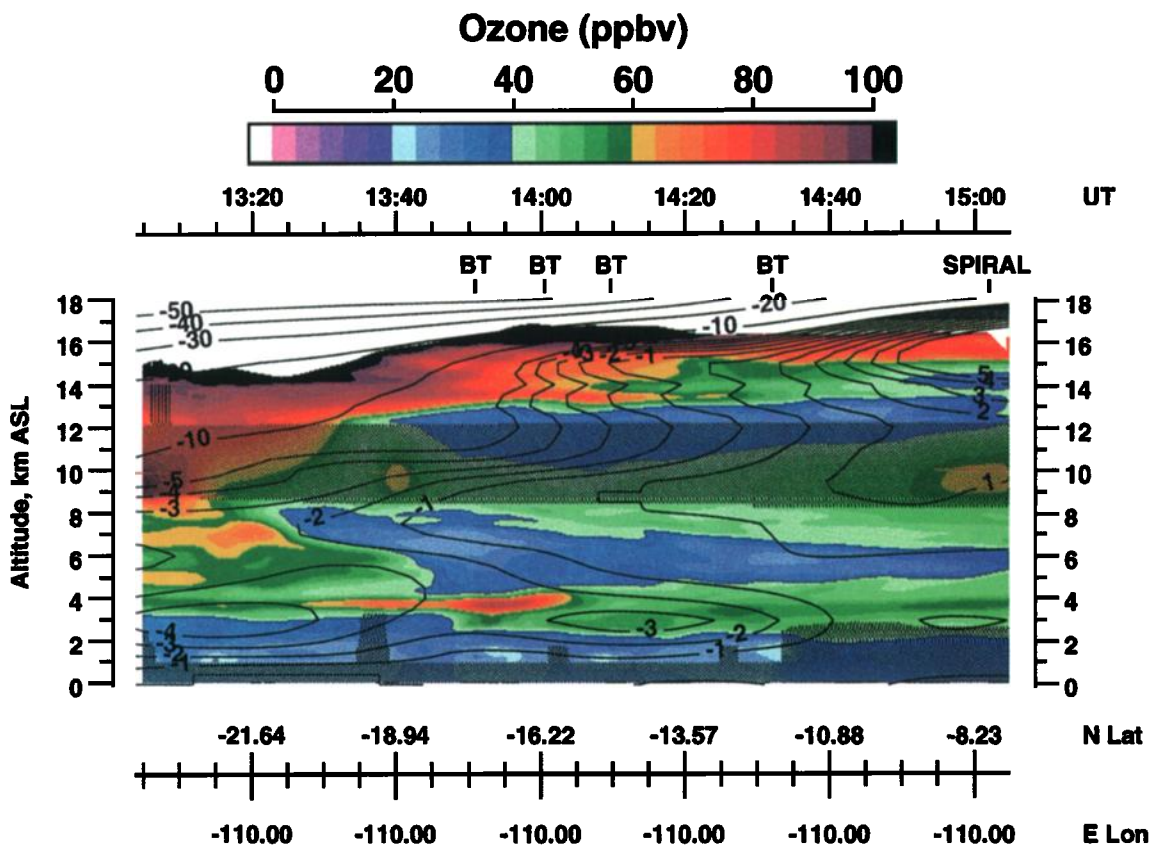 Ozone (ppbv)
0 20 40 60 80 100
13:20 13:40 14:00 14:20 14:40 15:00 UT
BT BT BT BT SPIRAL
18 -50 -20 18
-40 -10
-30
16 -2 -1 16
14 5 14
3
2
12 12
-10
10 -5 1 10
-3 -1
8 -2 8
6 6
4 4
-4 -3 -2
2 -3 -1 2
-1
0 0
Altitude, km ASL
-21.64 -18.94 -16.22 -13.57 -10.88 -8.23 N Lat
-110.00 -110.00 -110.00 -110.00 -110.00 -110.00 E Lon